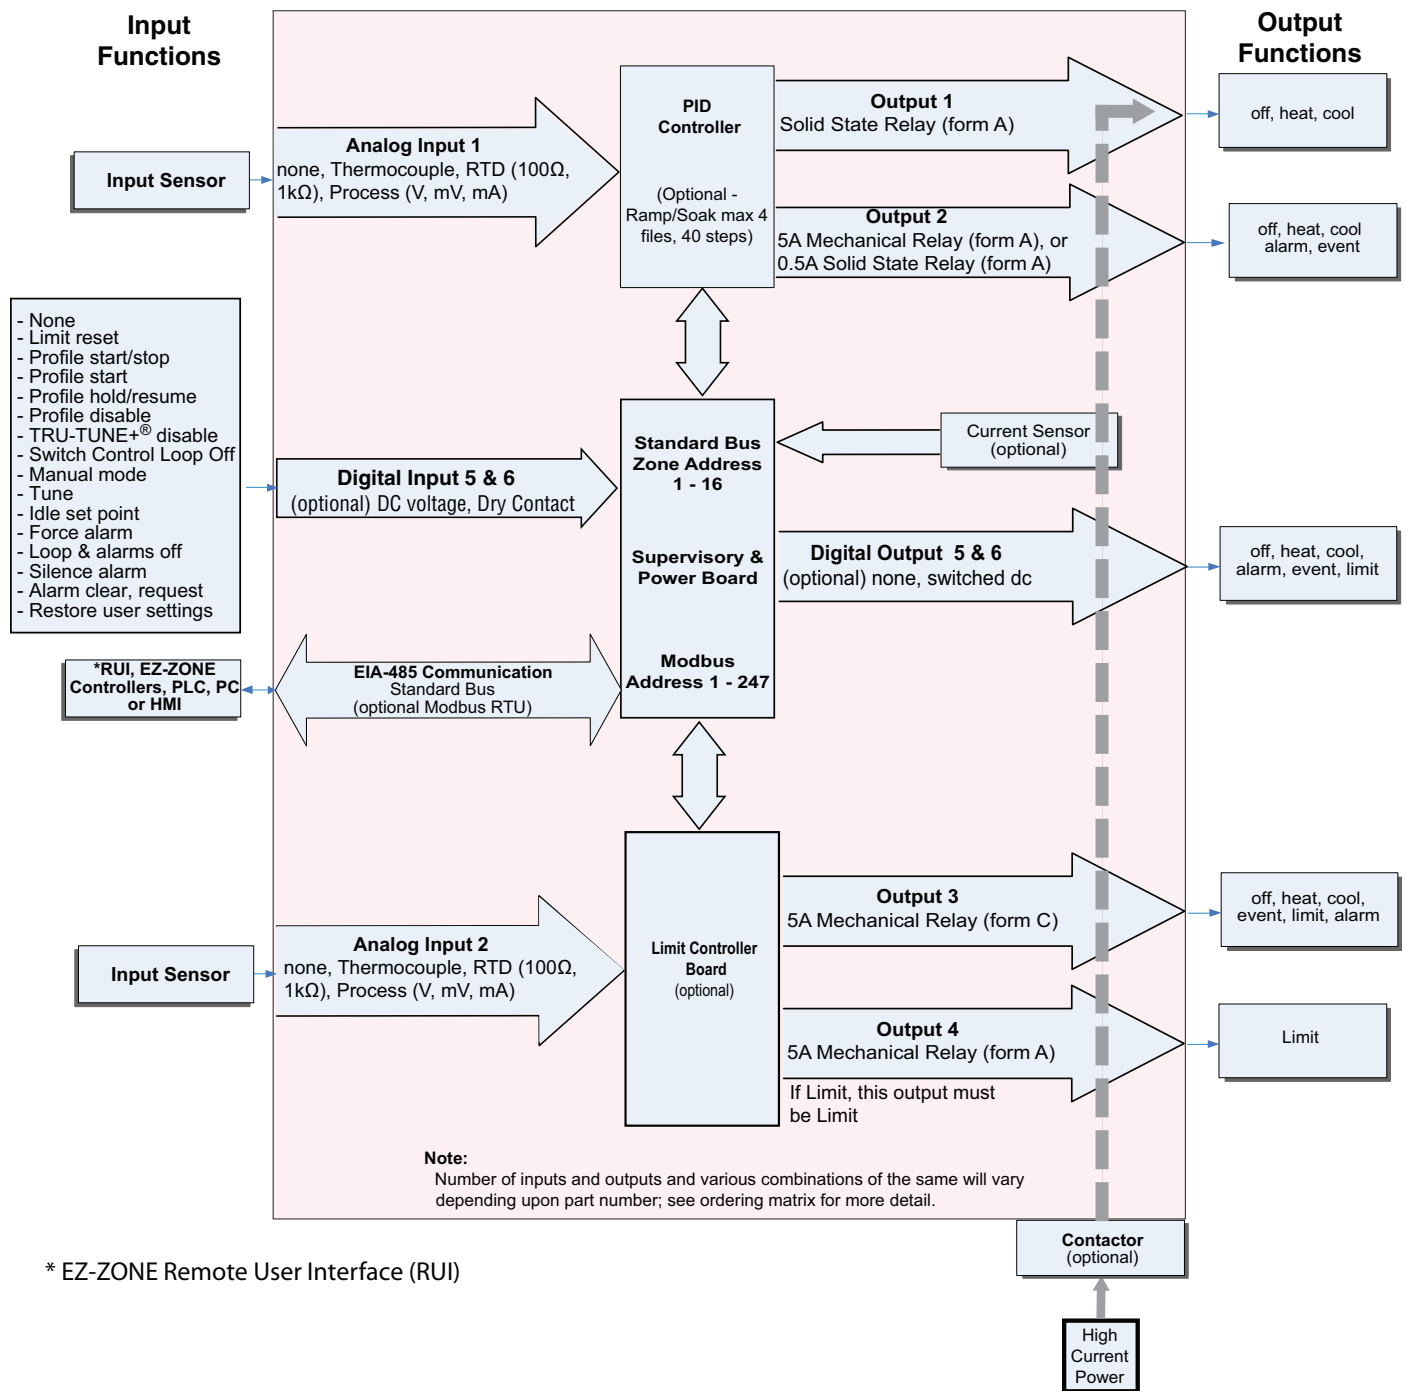 Input
Functions
Output
Functions
Input Sensor
Analog Input 1
none, Thermocouple, RTD (100Ω,
1kΩ), Process (V, mV, mA)
PID
Controller
(Optional -
Ramp/Soak max 4
files, 40 steps)
Output 1
Solid State Relay (form A)
off, heat, cool
Output 2
5A Mechanical Relay (form A), or
0.5A Solid State Relay (form A)
off, heat, cool
alarm, event
- None
- Limit reset
- Profile start/stop
- Profile start
- Profile hold/resume
- Profile disable
- TRU-TUNE+® disable
- Switch Control Loop Off
- Manual mode
- Tune
- Idle set point
- Force alarm
- Loop & alarms off
- Silence alarm
- Alarm clear, request
- Restore user settings
Digital Input 5 & 6
(optional) DC voltage, Dry Contact
Standard Bus
Zone Address
1 - 16
Supervisory &
Power Board
Modbus
Address 1 - 247
Current Sensor
(optional)
Digital Output 5 & 6
(optional) none, switched dc
off, heat, cool,
alarm, event, limit
*RUI, EZ-ZONE
Controllers, PLC, PC
or HMI
EIA-485 Communication
Standard Bus
(optional Modbus RTU)
Input Sensor
Analog Input 2
none, Thermocouple, RTD (100Ω,
1kΩ), Process (V, mV, mA)
Limit Controller
Board
(optional)
Output 3
5A Mechanical Relay (form C)
off, heat, cool,
event, limit, alarm
Output 4
5A Mechanical Relay (form A)
If Limit, this output must
be Limit
Limit
Note:
Number of inputs and outputs and various combinations of the same will vary
depending upon part number; see ordering matrix for more detail.
Contactor
(optional)
* EZ-ZONE Remote User Interface (RUI)
High
Current
Power